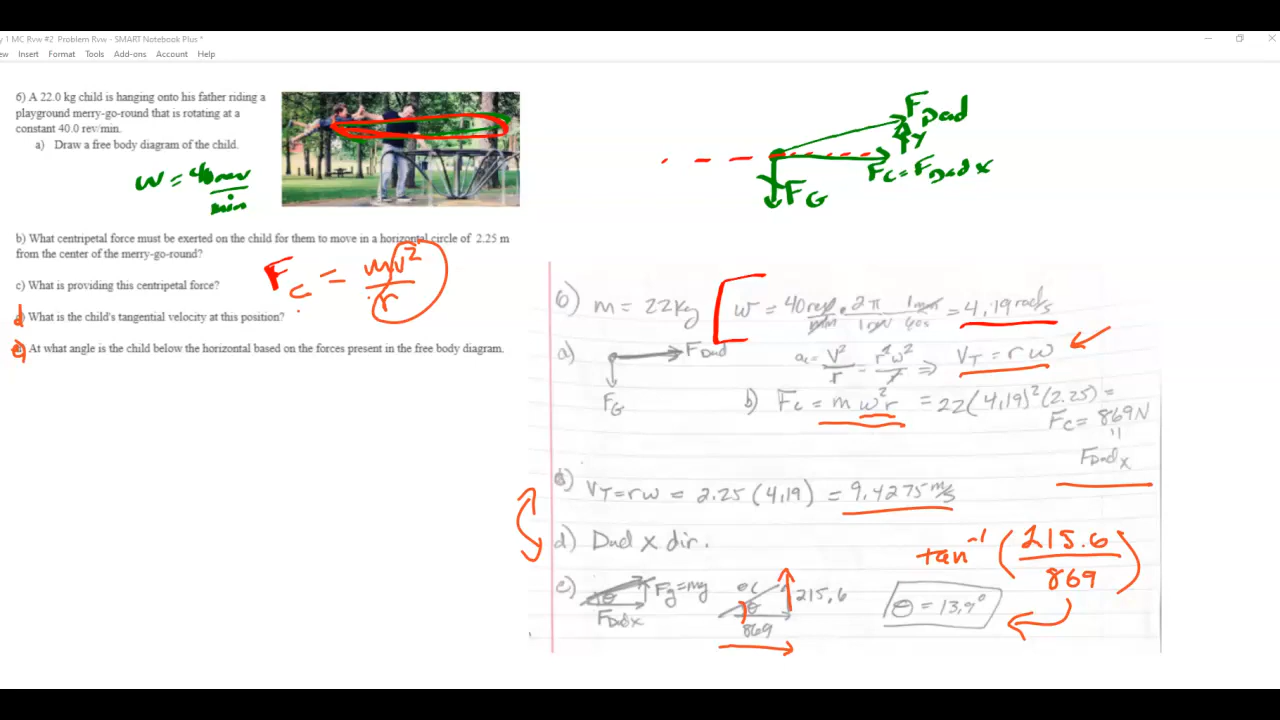 y 1 MC Rvw #2 Problem Rvw - SMART Notebook Plus *
ew Insert Format Tools Add-ons Account Help
6) A 22.0 kg child is hanging onto his father riding a
playground merry-go-round that is rotating at a
constant 40.0 rev/min.
a) Draw a free body diagram of the child.
ω = 40 rev/min
b) What centripetal force must be exerted on the child for them to move in a horizontal circle of 2.25 m
from the center of the merry-go-round?
Fc = mv²/r
c) What is providing this centripetal force?
d) What is the child's tangential velocity at this position?
e) At what angle is the child below the horizontal based on the forces present in the free body diagram.
FDad
y
Fc = FDad x
FG
6) m = 22 kg
ω = 40 rev/min · 2π/1 rev · 1 min/60s = 4.19 rad/s
a) FDad
FG
ac = v²/r = r²ω²/r ⇒ VT = rω
b) Fc = mω²r = 22(4.19)²(2.25) =
Fc = 869N
=
FDad x
VT = rω = 2.25(4.19) = 9.4275 m/s
d) Dad x dir.
tan⁻¹(215.6/869)
e) θ Fg = mg
FDad x
θ 215.6
869
θ = 13.9°